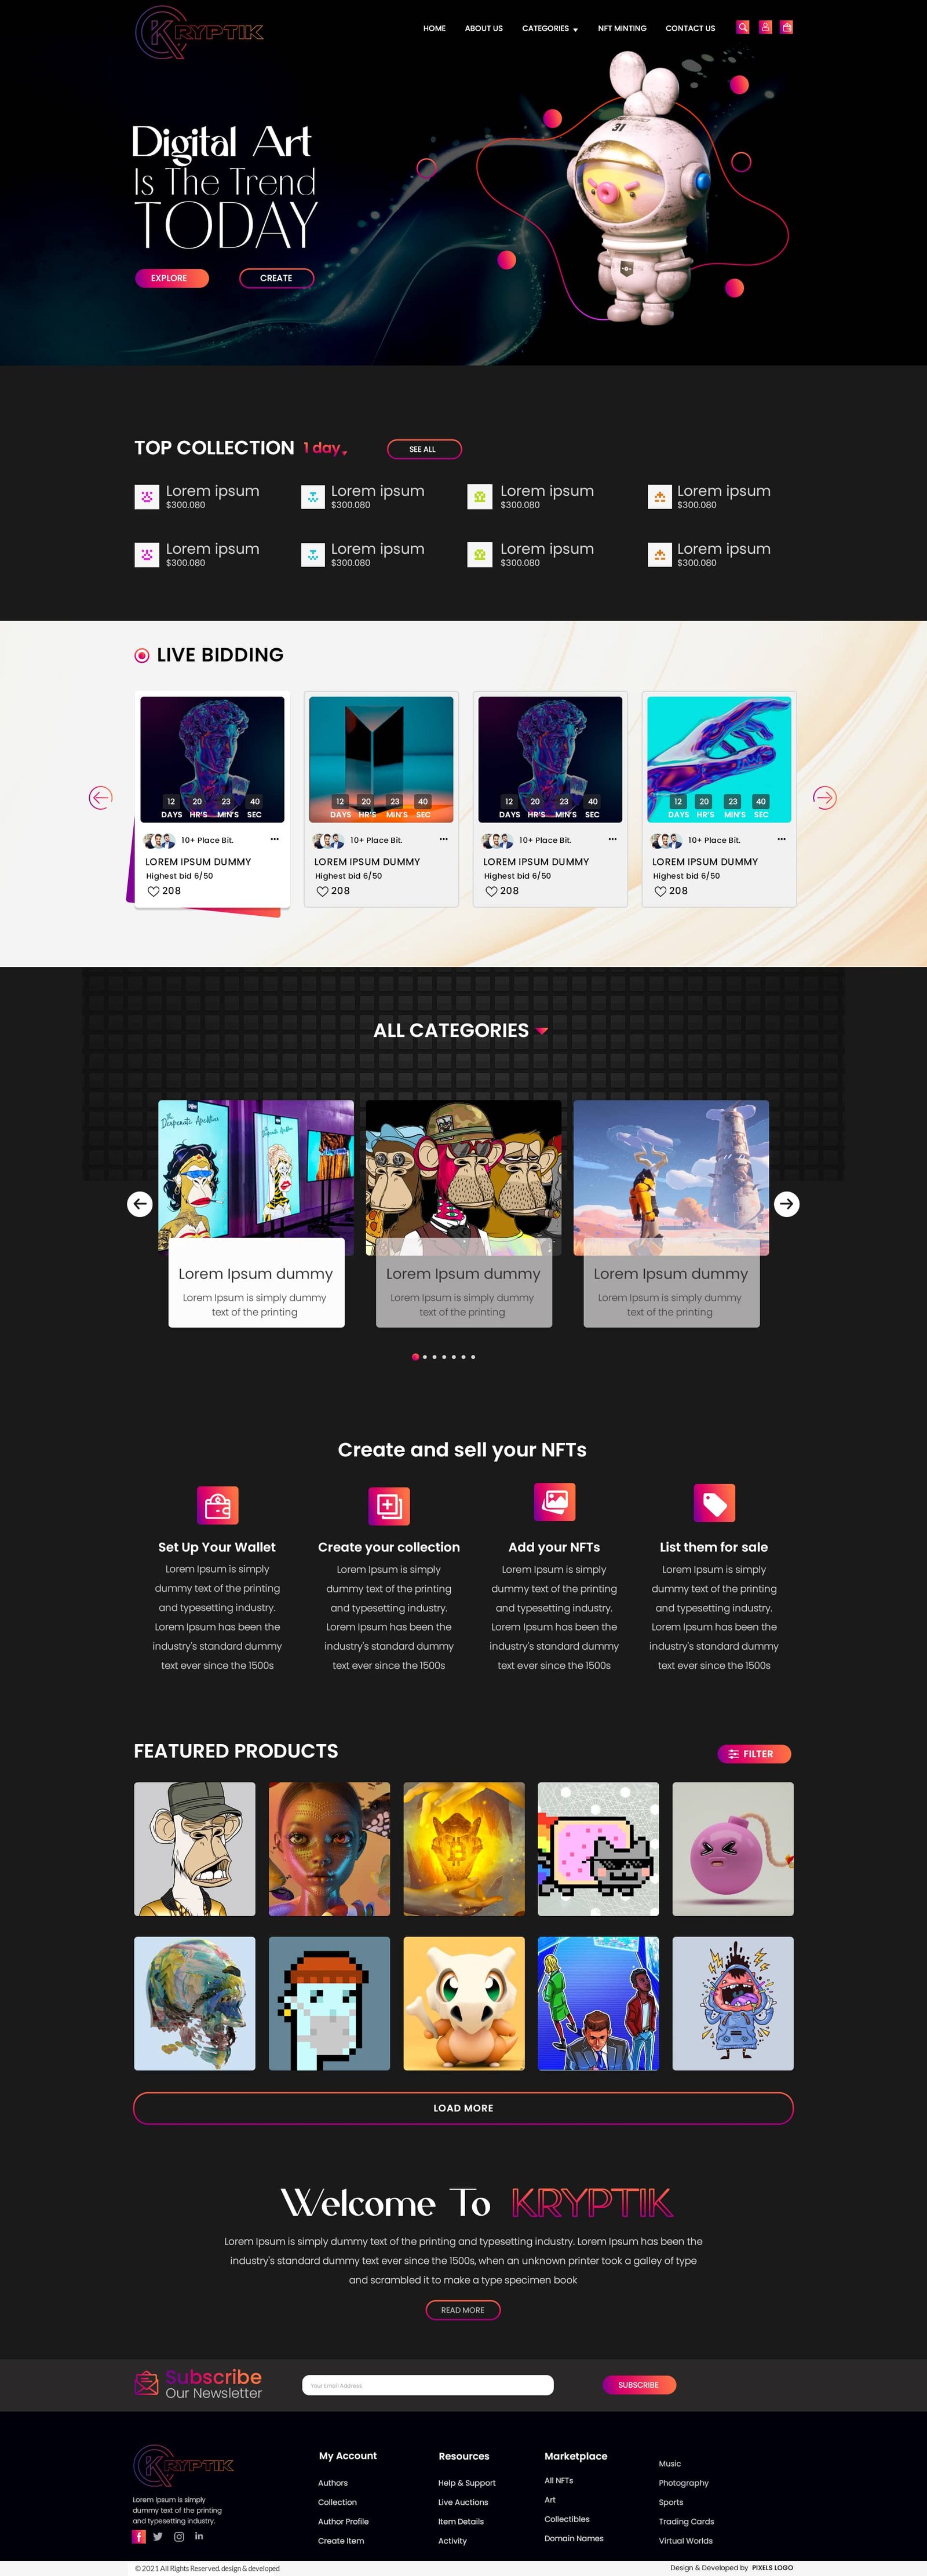 KRYPTIK
HOME ABOUT US CATEGORIES NFT MINTING CONTACT US
31
Digital Art
Is The Trend
TODAY
EXPLORE CREATE
TOP COLLECTION 1 day SEE ALL
Lorem ipsum Lorem ipsum Lorem ipsum Lorem ipsum
$300.080 $300.080 $300.080 $300.080
Lorem ipsum Lorem ipsum Lorem ipsum Lorem ipsum
$300.080 $300.080 $300.080 $300.080
LIVE BIDDING
12 20 23 40 12 20 23 40 12 20 23 40 12 20 23 40
DAYS HR'S MIN'S SEC DAYS HR'S MIN'S SEC DAYS HR'S MIN'S SEC DAYS HR'S MIN'S SEC
10+ Place Bit. 10+ Place Bit. 10+ Place Bit. 10+ Place Bit.
LOREM IPSUM DUMMY LOREM IPSUM DUMMY LOREM IPSUM DUMMY LOREM IPSUM DUMMY
Highest bid 6/50 Highest bid 6/50 Highest bid 6/50 Highest bid 6/50
208 208 208 208
ALL CATEGORIES
Lorem Ipsum dummy Lorem Ipsum dummy Lorem Ipsum dummy
Lorem Ipsum is simply dummy Lorem Ipsum is simply dummy Lorem Ipsum is simply dummy
text of the printing text of the printing text of the printing
Create and sell your NFTs
Set Up Your Wallet Create your collection Add your NFTs List them for sale
Lorem Ipsum is simply Lorem Ipsum is simply Lorem Ipsum is simply Lorem Ipsum is simply
dummy text of the printing dummy text of the printing dummy text of the printing dummy text of the printing
and typesetting industry. and typesetting industry. and typesetting industry. and typesetting industry.
Lorem Ipsum has been the Lorem Ipsum has been the Lorem Ipsum has been the Lorem Ipsum has been the
industry's standard dummy industry's standard dummy industry's standard dummy industry's standard dummy
text ever since the 1500s text ever since the 1500s text ever since the 1500s text ever since the 1500s
FEATURED PRODUCTS FILTER
LOAD MORE
Welcome To KRYPTIK
Lorem Ipsum is simply dummy text of the printing and typesetting industry. Lorem Ipsum has been the
industry's standard dummy text ever since the 1500s, when an unknown printer took a galley of type
and scrambled it to make a type specimen book
READ MORE
Subscribe
Our Newsletter
Your Email Address
SUBSCRIBE
KRYPTIK
Lorem Ipsum is simply
dummy text of the printing
and typesetting industry.
My Account
Authors
Collection
Author Profile
Create Item
Resources
Help & Support
Live Auctions
Item Details
Activity
Marketplace
All NFTs
Art
Collectibles
Domain Names
Music
Photography
Sports
Trading Cards
Virtual Worlds
© 2021 All Rights Reserved. design & developed
Design & Developed by PIXELS LOGO